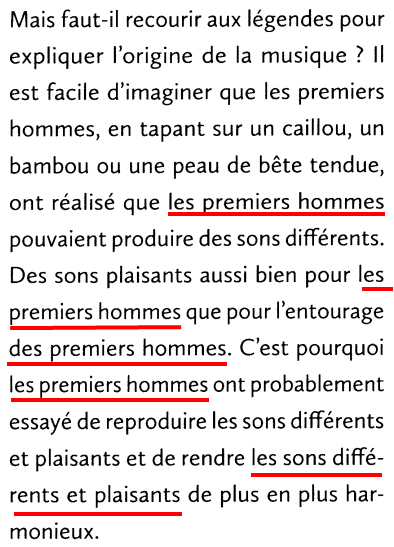 Mais faut-il recourir aux légendes pour
expliquer l’origine de la musique ? Il
est facile d’imaginer que les premiers
hommes, en tapant sur un caillou, un
bambou ou une peau de bête tendue,
ont réalisé que les premiers hommes
pouvaient produire des sons différents.
Des sons plaisants aussi bien pour les
premiers hommes que pour l’entourage
des premiers hommes. C’est pourquoi
les premiers hommes ont probablement
essayé de reproduire les sons différents
et plaisants et de rendre les sons diffé-
rents et plaisants de plus en plus har-
monieux.